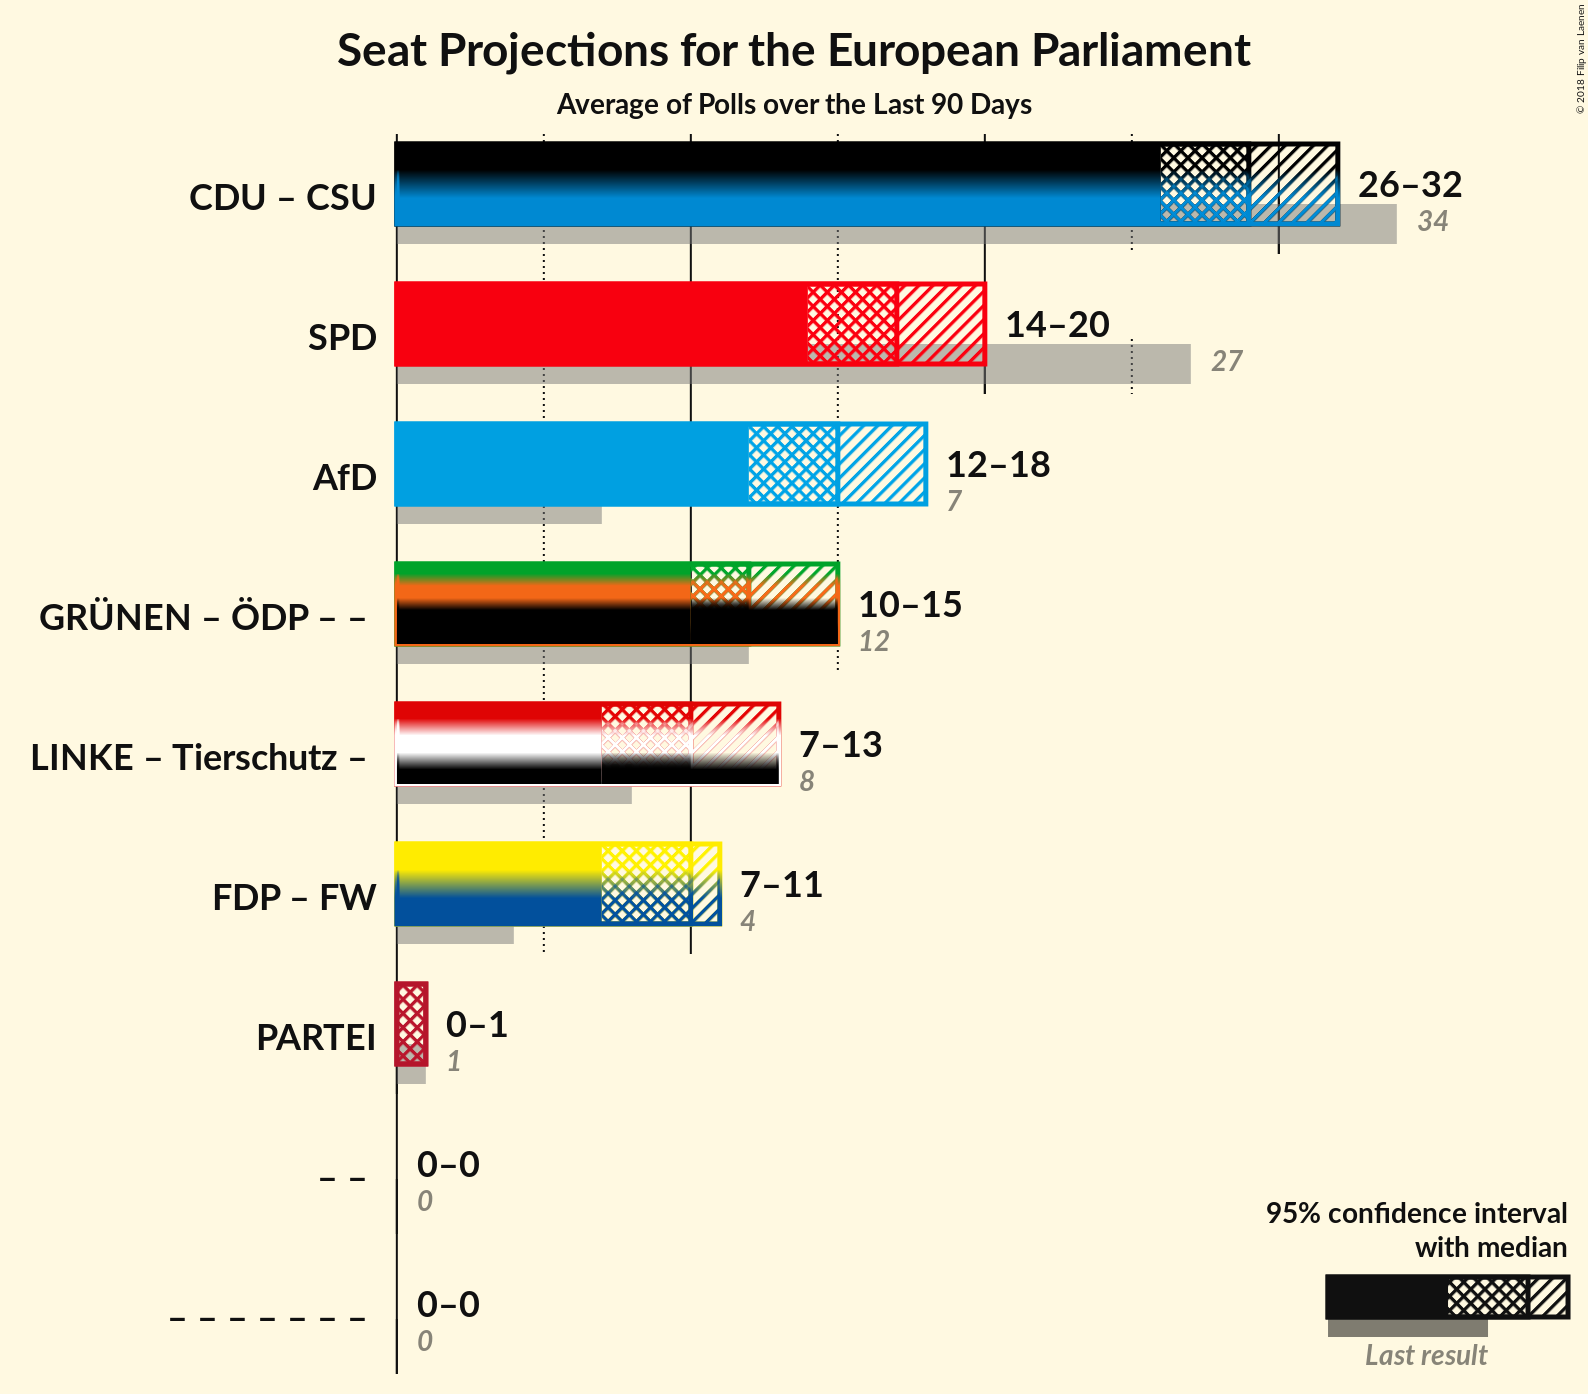 Seat Projections for the European Parliament
Average of Polls over the Last 90 Days
© 2018 Filip van Laenen
CDU – CSU
26–32
34
SPD
14–20
27
AfD
12–18
7
GRÜNEN – ÖDP – –
10–15
12
LINKE – Tierschutz –
7–13
8
FDP – FW
7–11
4
PARTEI
0–1
1
– –
0–0
0
– – – – – – –
0–0
0
95% confidence interval
with median
Last result